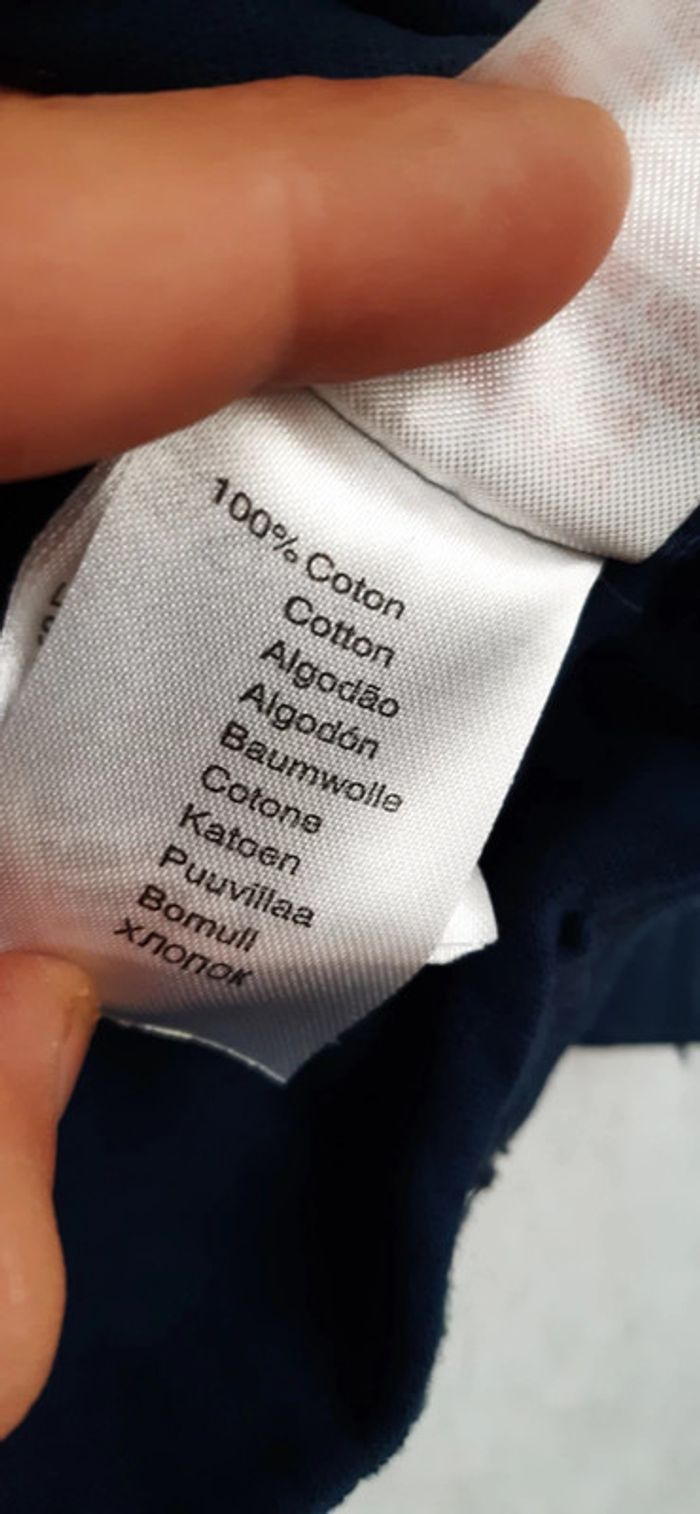 100% Coton
Cotton
Algodão
Algodón
Baumwolle
Cotone
Katoen
Puuvillaa
Bomull
хлопок